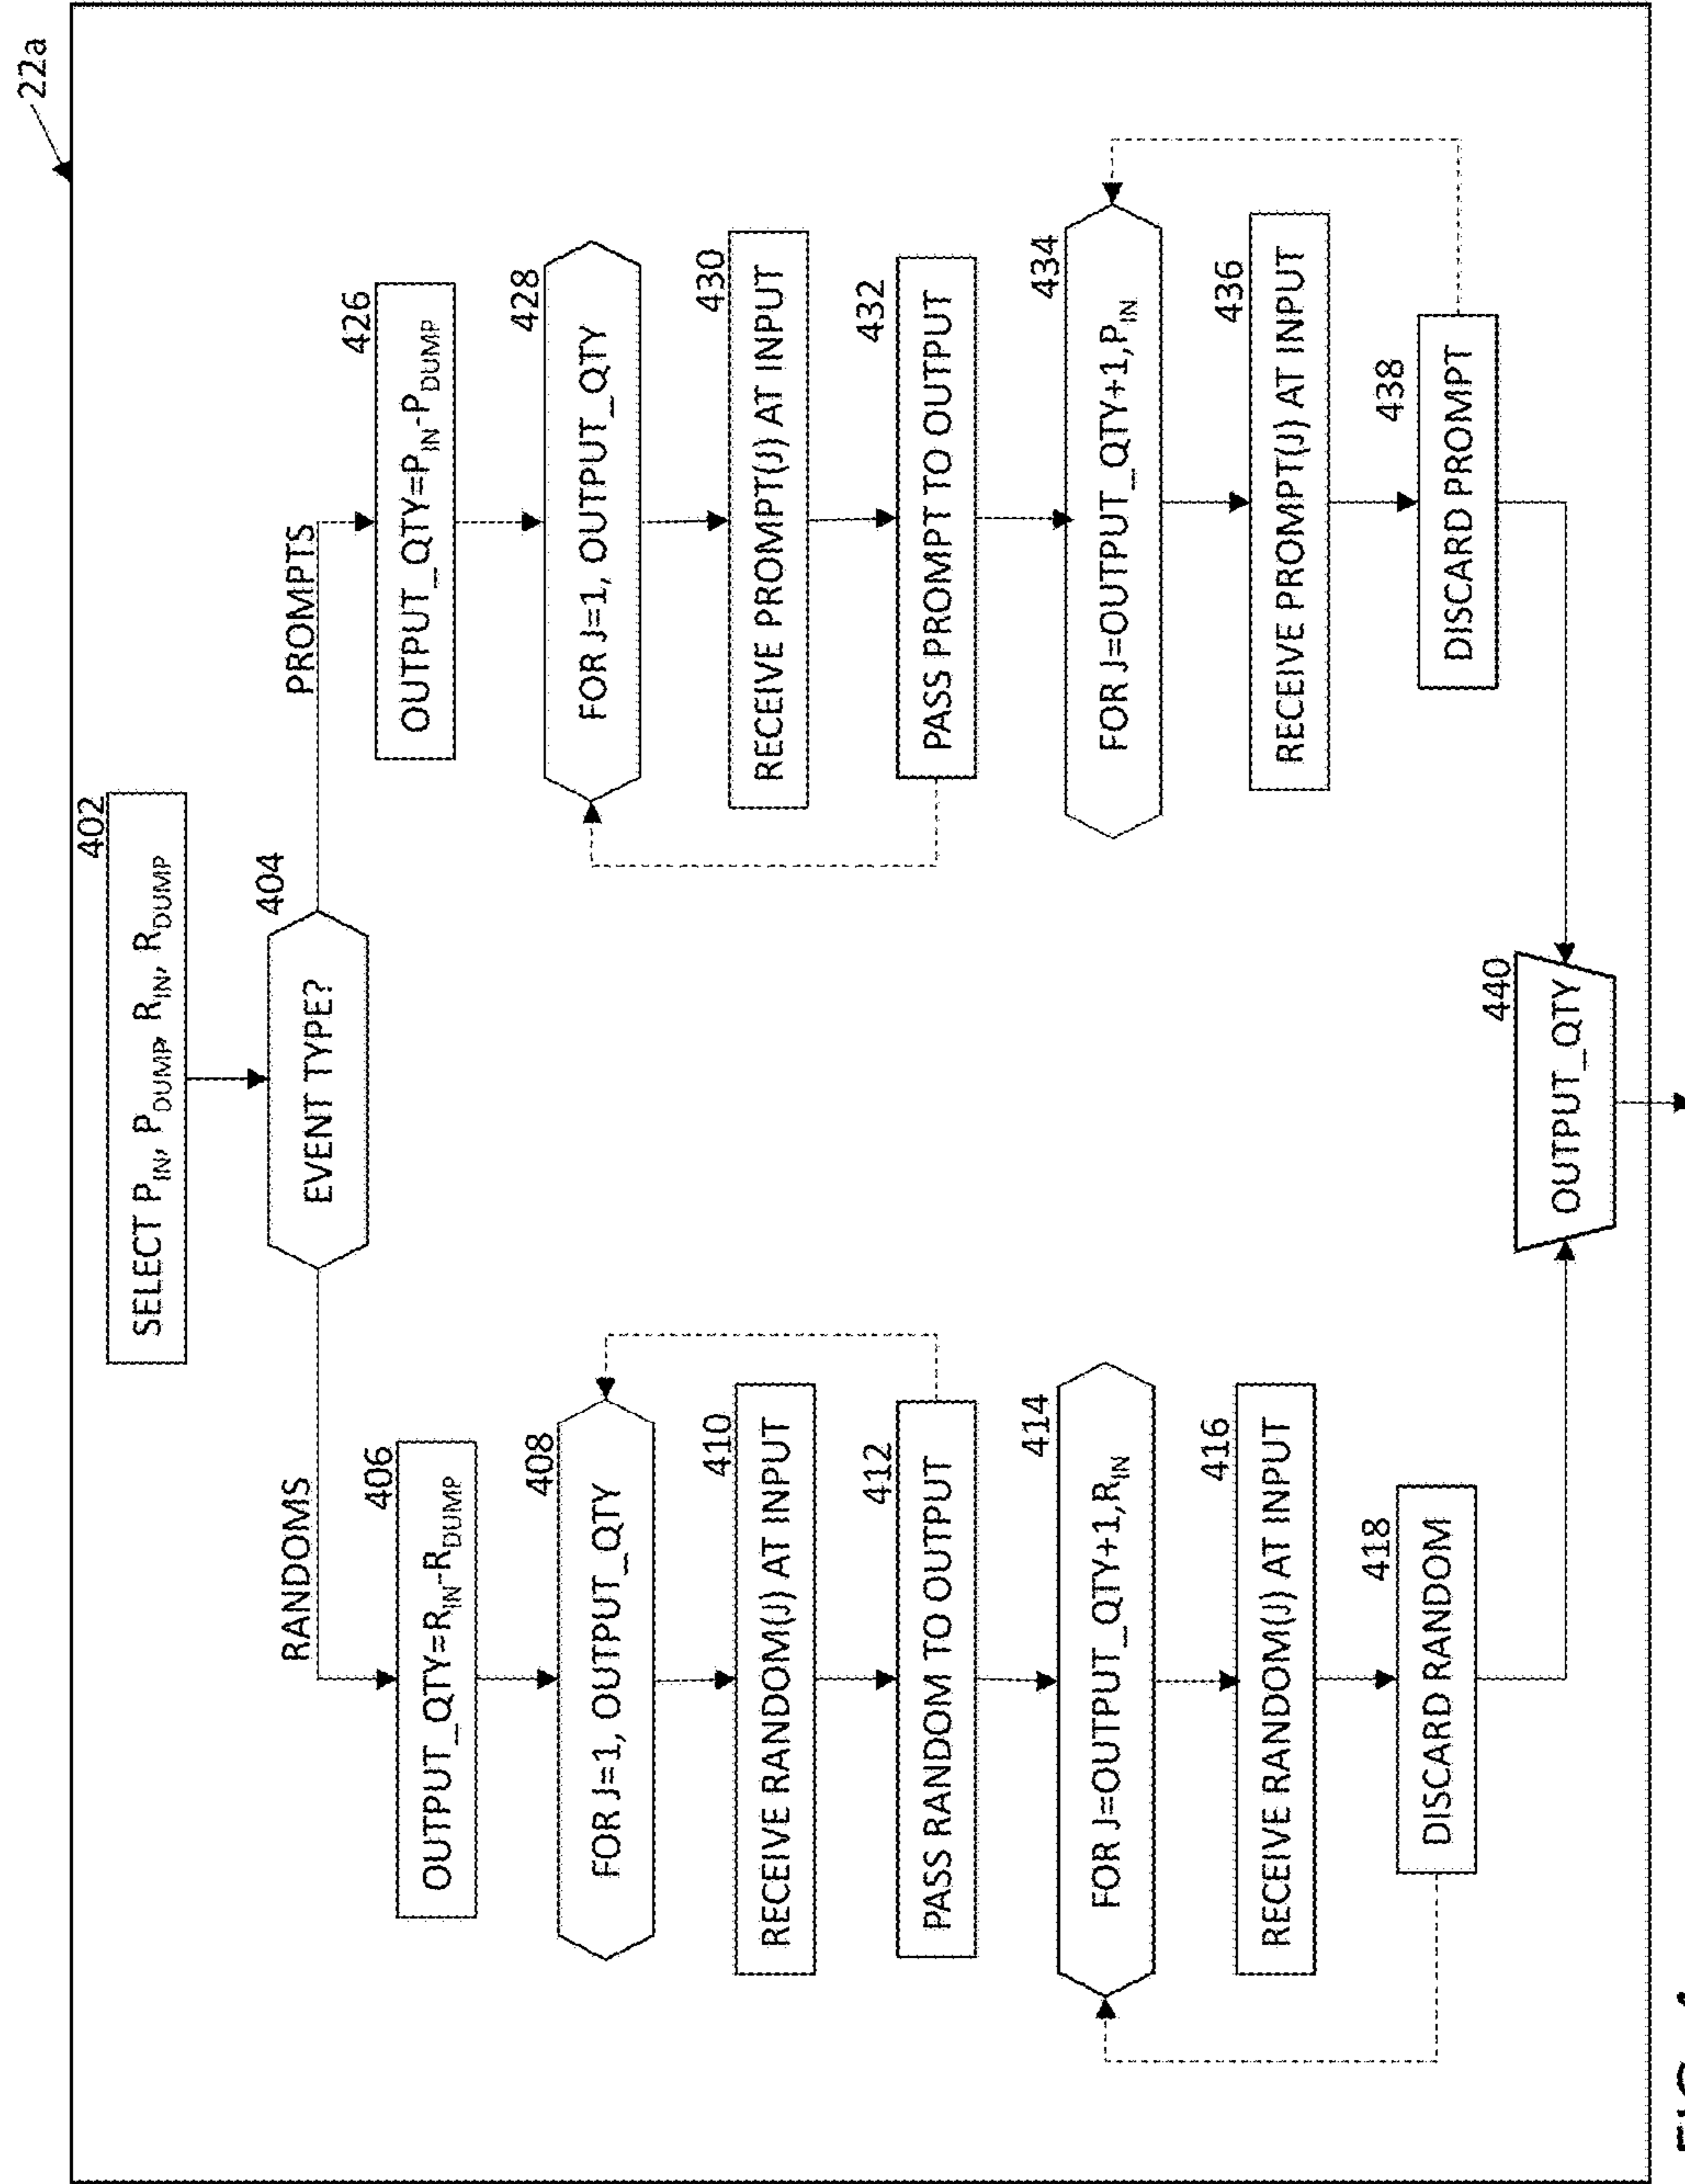 22a
402
SELECT P_IN, P_DUMP, R_IN, R_DUMP
404
EVENT TYPE?
RANDOMS
406
OUTPUT_QTY=R_IN-R_DUMP
408
FOR J=1, OUTPUT_QTY
410
RECEIVE RANDOM(J) AT INPUT
412
PASS RANDOM TO OUTPUT
414
FOR J=OUTPUT_QTY+1,R_IN
416
RECEIVE RANDOM(J) AT INPUT
418
DISCARD RANDOM
PROMPTS
426
OUTPUT_QTY=P_IN-P_DUMP
428
FOR J=1, OUTPUT_QTY
430
RECEIVE PROMPT(J) AT INPUT
432
PASS PROMPT TO OUTPUT
434
FOR J=OUTPUT_QTY+1,P_IN
436
RECEIVE PROMPT(J) AT INPUT
438
DISCARD PROMPT
440
OUTPUT_QTY